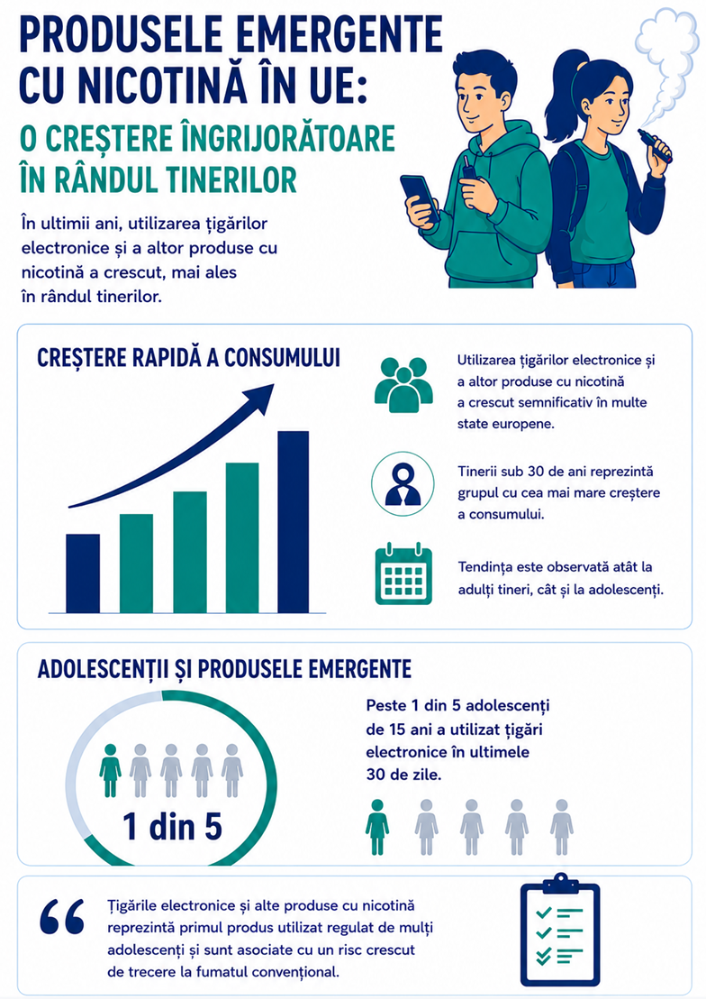 PRODUSELE EMERGENTE
CU NICOTINĂ ÎN UE:
O CREȘTERE ÎNGRIJORĂTOARE
ÎN RÂNDUL TINERILOR
În ultimii ani, utilizarea țigărilor
electronice și a altor produse cu
nicotină a crescut, mai ales
în rândul tinerilor.
CREȘTERE RAPIDĂ A CONSUMULUI
Utilizarea țigărilor electronice și
a altor produse cu nicotină
a crescut semnificativ în multe
state europene.
Tinerii sub 30 de ani reprezintă
grupul cu cea mai mare creștere
a consumului.
Tendința este observată atât la
adulți tineri, cât și la adolescenți.
ADOLESCENȚII ȘI PRODUSELE EMERGENTE
1 din 5
Peste 1 din 5 adolescenți
de 15 ani a utilizat țigări
electronice în ultimele
30 de zile.
Țigările electronice și alte produse cu nicotină
reprezintă primul produs utilizat regulat de mulți
adolescenți și sunt asociate cu un risc crescut
de trecere la fumatul convențional.